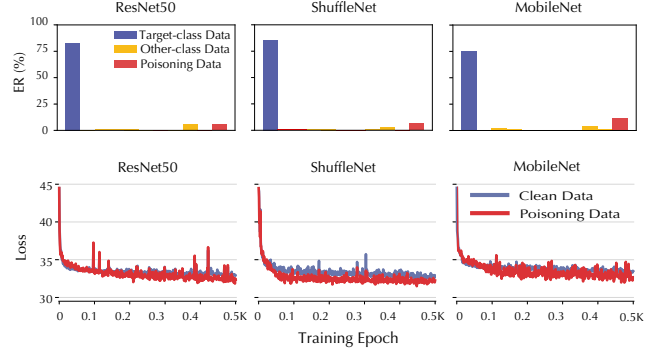 ResNet50 ShuffleNet MobileNet
ER (%)
100
75
50
25
0
Target-class Data
Other-class Data
Poisoning Data
ResNet50 ShuffleNet MobileNet
Loss
45
40
35
30
Clean Data
Poisoning Data
0 0.1 0.2 0.3 0.4 0.5K 0 0.1 0.2 0.3 0.4 0.5K 0 0.1 0.2 0.3 0.4 0.5K
Training Epoch